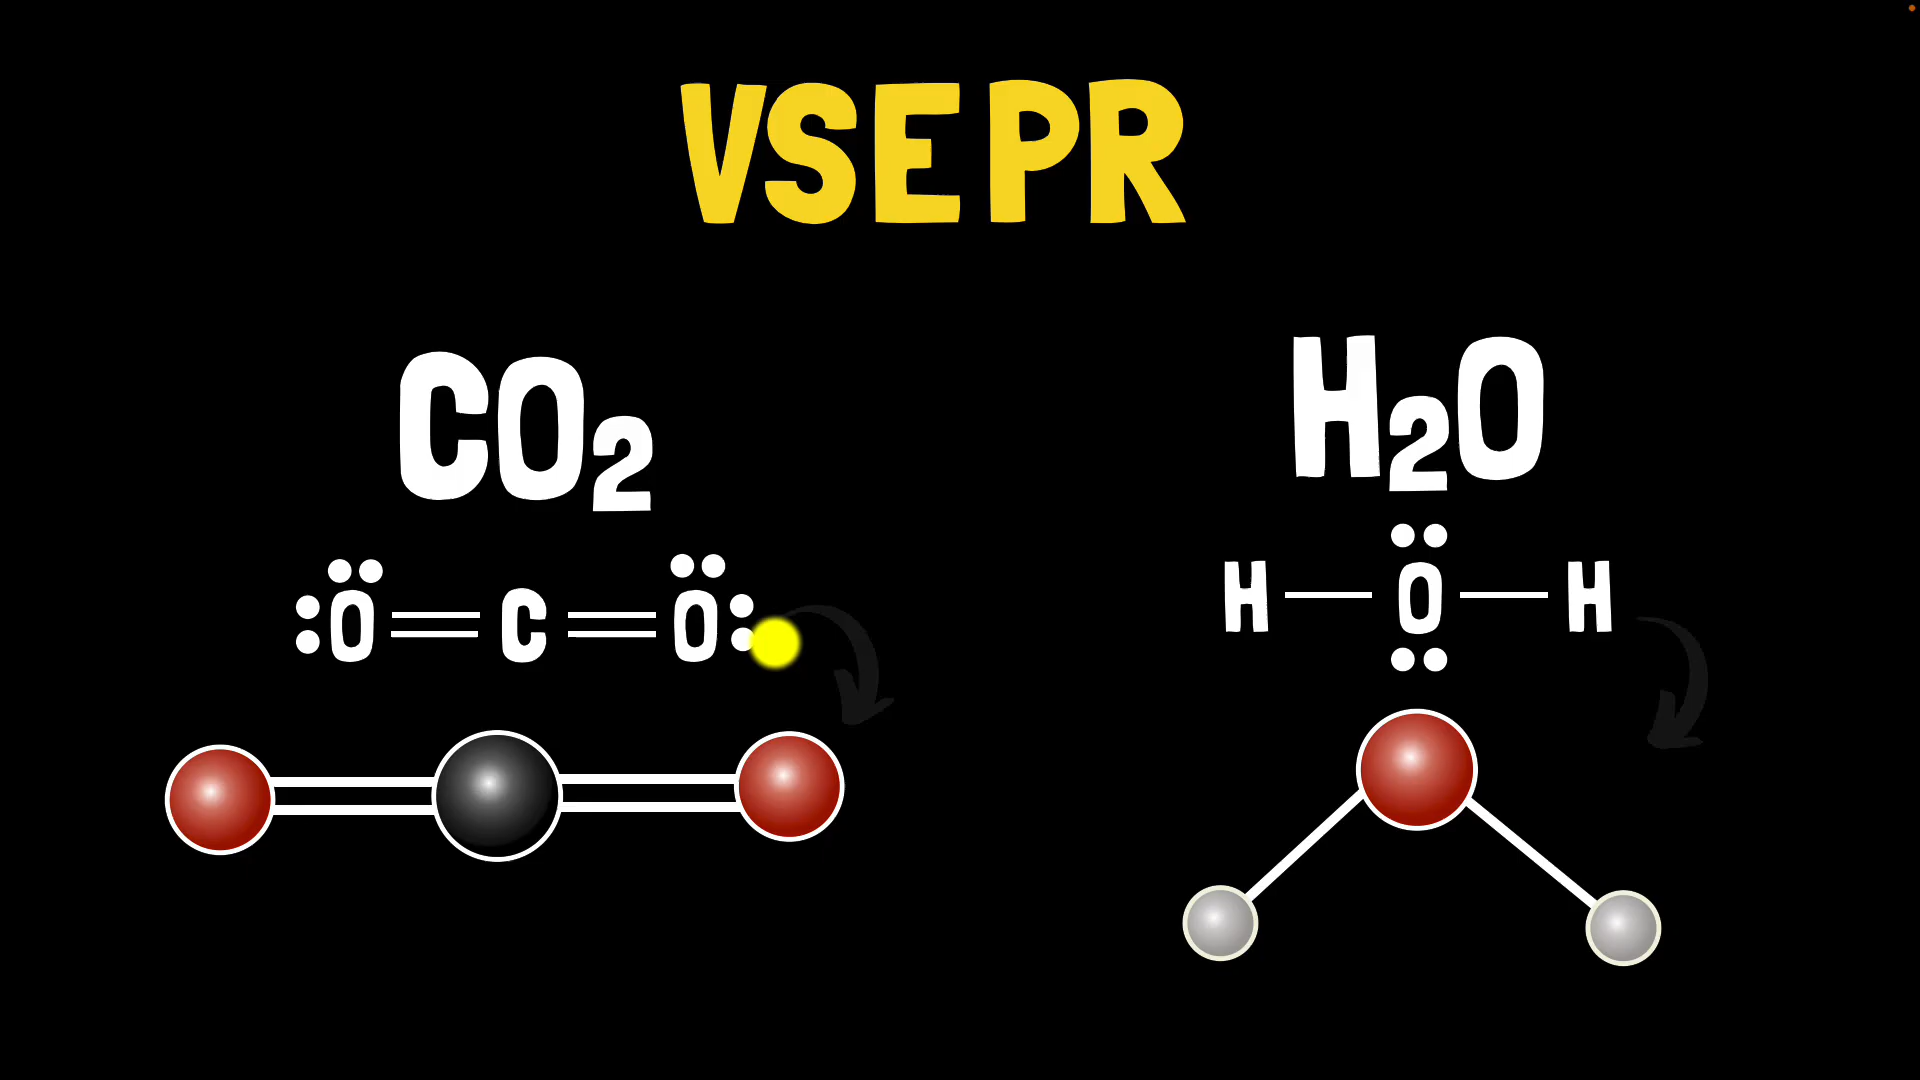 VSEPR
CO₂
H₂O
O=C=O
H—O—H